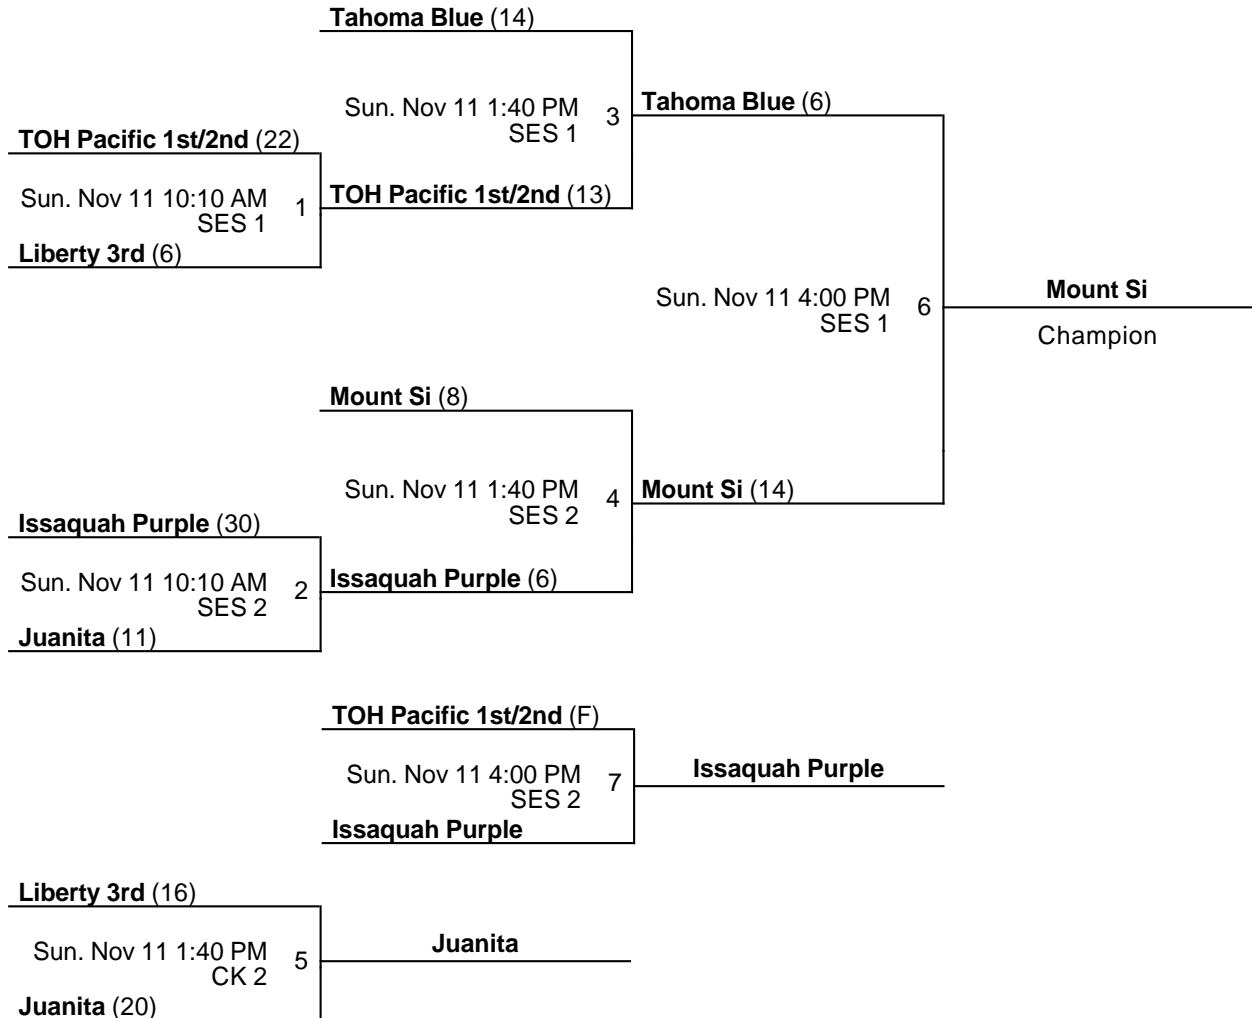 Tahoma Blue (14)
Sun. Nov 11 1:40 PM
SES 1
3
Tahoma Blue (6)
TOH Pacific 1st/2nd (22)
Sun. Nov 11 10:10 AM
SES 1
1
TOH Pacific 1st/2nd (13)
Liberty 3rd (6)
Sun. Nov 11 4:00 PM
SES 1
6
Mount Si
Champion
Mount Si (8)
Sun. Nov 11 1:40 PM
SES 2
4
Mount Si (14)
Issaquah Purple (30)
Sun. Nov 11 10:10 AM
SES 2
2
Issaquah Purple (6)
Juanita (11)
TOH Pacific 1st/2nd (F)
Sun. Nov 11 4:00 PM
SES 2
7
Issaquah Purple
Issaquah Purple
Liberty 3rd (16)
Sun. Nov 11 1:40 PM
CK 2
5
Juanita
Juanita (20)